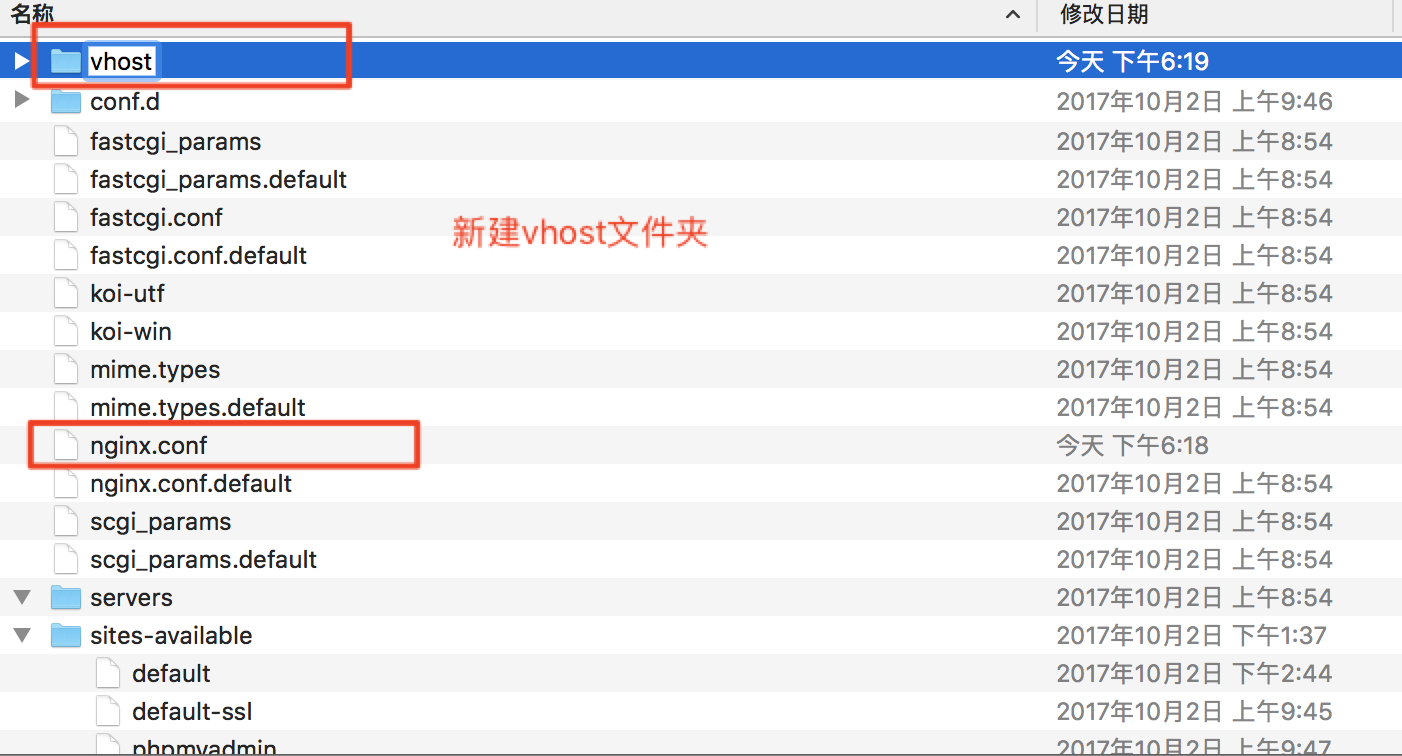 名称 修改日期
vhost 今天 下午6:19
conf.d 2017年10月2日 上午9:46
fastcgi_params 2017年10月2日 上午8:54
fastcgi_params.default 2017年10月2日 上午8:54
fastcgi.conf 2017年10月2日 上午8:54
新建vhost文件夹
fastcgi.conf.default 2017年10月2日 上午8:54
koi-utf 2017年10月2日 上午8:54
koi-win 2017年10月2日 上午8:54
mime.types 2017年10月2日 上午8:54
mime.types.default 2017年10月2日 上午8:54
nginx.conf 今天 下午6:18
nginx.conf.default 2017年10月2日 上午8:54
scgi_params 2017年10月2日 上午8:54
scgi_params.default 2017年10月2日 上午8:54
servers 2017年10月2日 上午8:54
sites-available 2017年10月2日 下午1:37
default 2017年10月2日 下午2:44
default-ssl 2017年10月2日 上午9:45
phpmyadmin 2017年10月2日 上午9:47